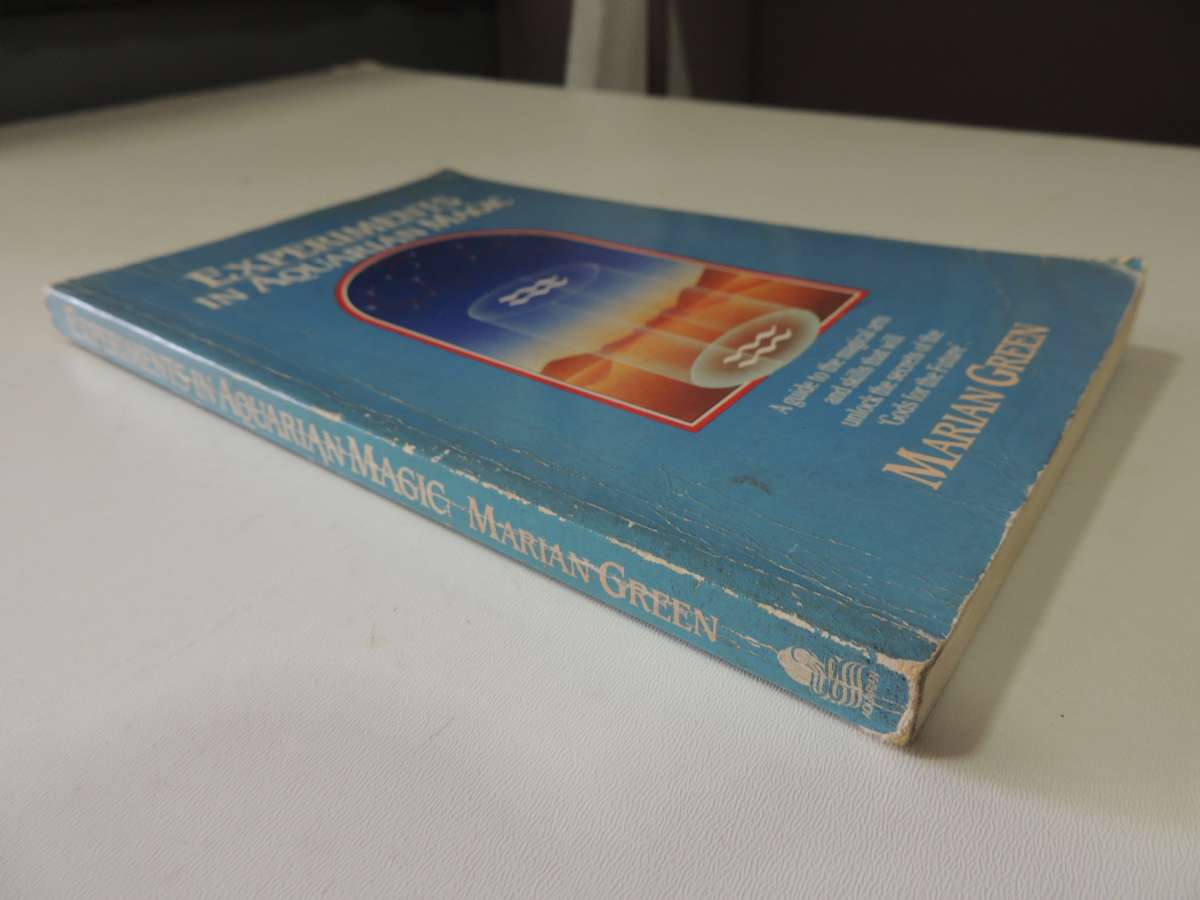 EXPERIMENTS
IN AQUARIAN MAGIC
A guide to the magical arts
and skills that will
unlock the secrets of the
'Gods for the Future'.
MARIAN GREEN
EXPERIMENTS IN AQUARIAN MAGIC MARIAN GREEN
AQUARIAN